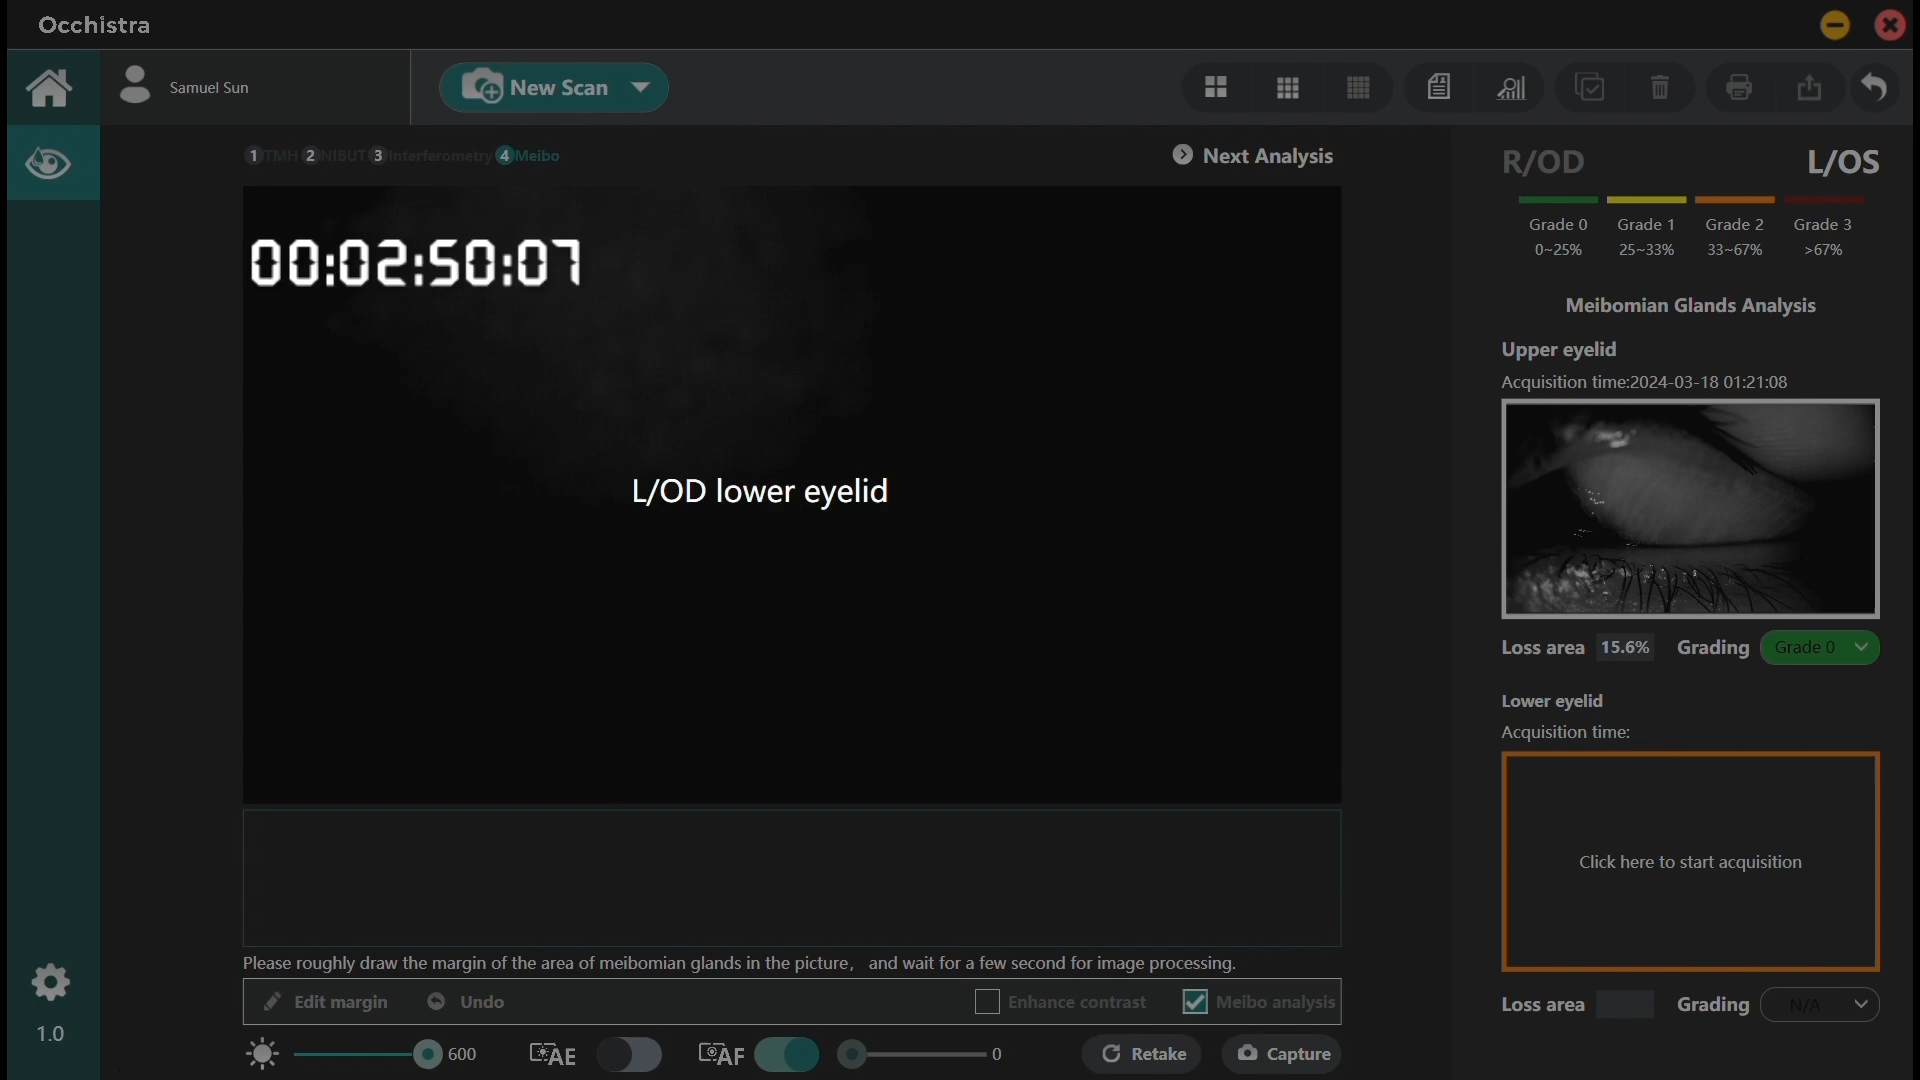 Occhistra
Samuel Sun
New Scan
1 TMH 2 NIBUT 3 Interferometry 4 Meibo
Next Analysis
R/OD L/OS
Grade 0 Grade 1 Grade 2 Grade 3
0~25% 25~33% 33~67% >67%
00:02:50:07
Meibomian Glands Analysis
Upper eyelid
Acquisition time:2024-03-18 01:21:08
L/OD lower eyelid
Loss area 15.6% Grading Grade 0
Lower eyelid
Acquisition time:
Click here to start acquisition
Please roughly draw the margin of the area of meibomian glands in the picture, and wait for a few second for image processing.
Edit margin Undo Enhance contrast Meibo analysis
Loss area Grading N/A
1.0
600 AE AF 0 Retake Capture